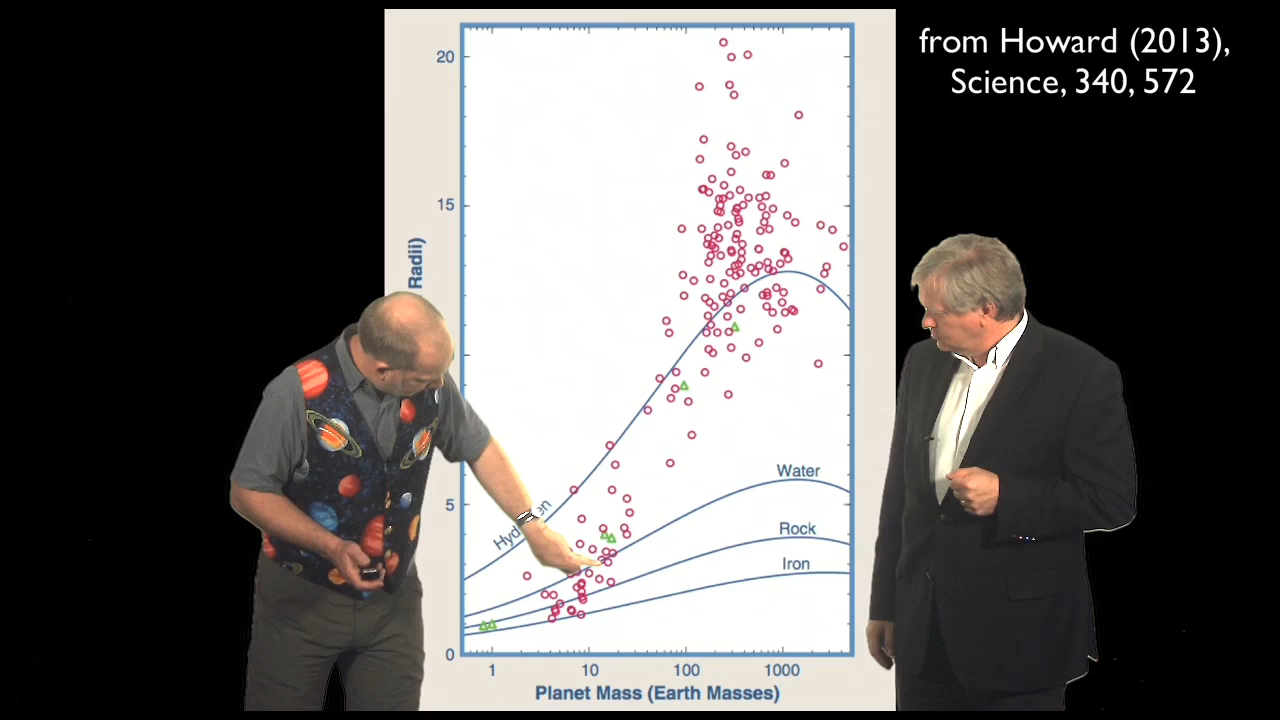 from Howard (2013),
Science, 340, 572
20
15
Radii)
Water
5
Rock
Iron
0
1
10
100
1000
Planet Mass (Earth Masses)